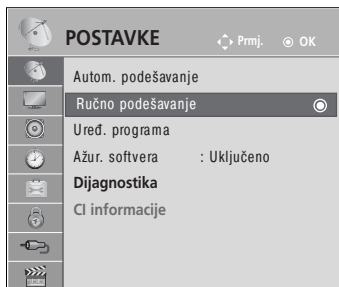 POSTAVKE Prmj. OK
Autom. podešavanje
Ručno podešavanje
Uređ. programa
Ažur. softvera : Uključeno
Dijagnostika
CI informacije